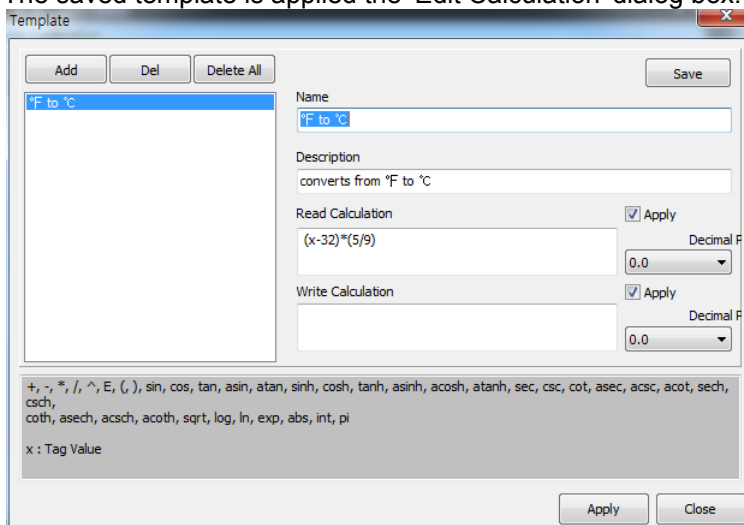 The saved template is applied the 'Edit Calculation' dialog box.
Template
Add Del Delete All Save
℉ to ℃
Name
℉ to ℃
Description
converts from ℉ to ℃
Read Calculation Apply
(x-32)*(5/9)
Decimal P
0.0
Write Calculation Apply
Decimal P
0.0
+, -, *, /, ^, E, (, ), sin, cos, tan, asin, atan, sinh, cosh, tanh, asinh, acosh, atanh, sec, csc, cot, asec, acsc, acot, sech,
csch,
coth, asech, acsch, acoth, sqrt, log, ln, exp, abs, int, pi
x : Tag Value
Apply Close